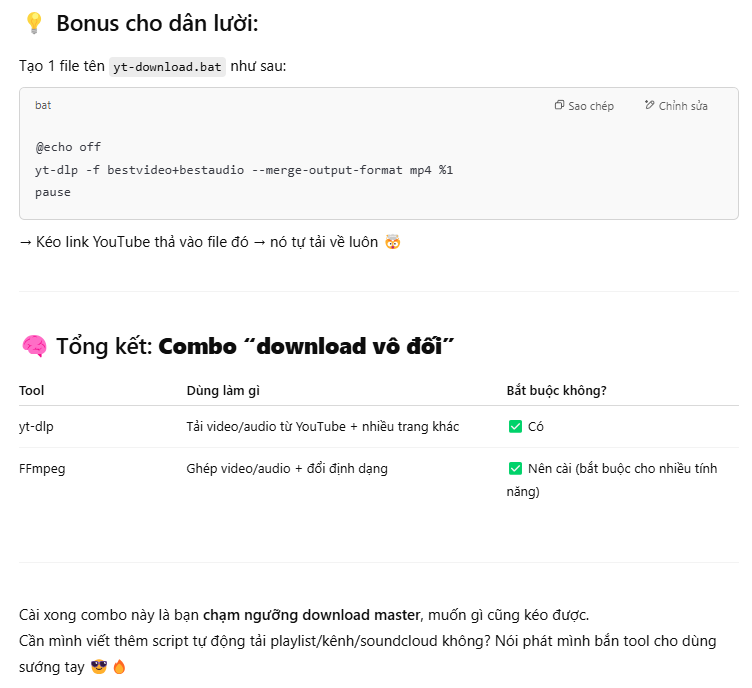 💡 Bonus cho dân lười:
Tạo 1 file tên yt-download.bat như sau:
bat Sao chép Chỉnh sửa
@echo off
yt-dlp -f bestvideo+bestaudio --merge-output-format mp4 %1
pause
→ Kéo link YouTube thả vào file đó → nó tự tải về luôn 🤯
🧠 Tổng kết: Combo “download vô đối”
Tool Dùng làm gì Bắt buộc không?
yt-dlp Tải video/audio từ YouTube + nhiều trang khác ✅ Có
FFmpeg Ghép video/audio + đổi định dạng ✅ Nên cài (bắt buộc cho nhiều tính
năng)
Cài xong combo này là bạn chạm ngưỡng download master, muốn gì cũng kéo được.
Cần mình viết thêm script tự động tải playlist/kênh/soundcloud không? Nói phát mình bắn tool cho dùng
sướng tay 😎🔥